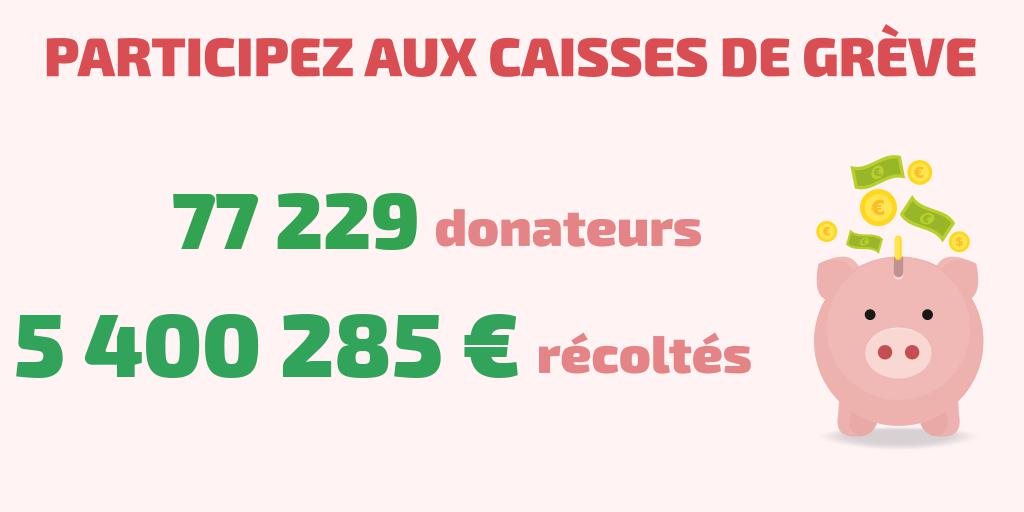 PARTICIPEZ AUX CAISSES DE GRÈVE
77 229 donateurs
5 400 285 € récoltés